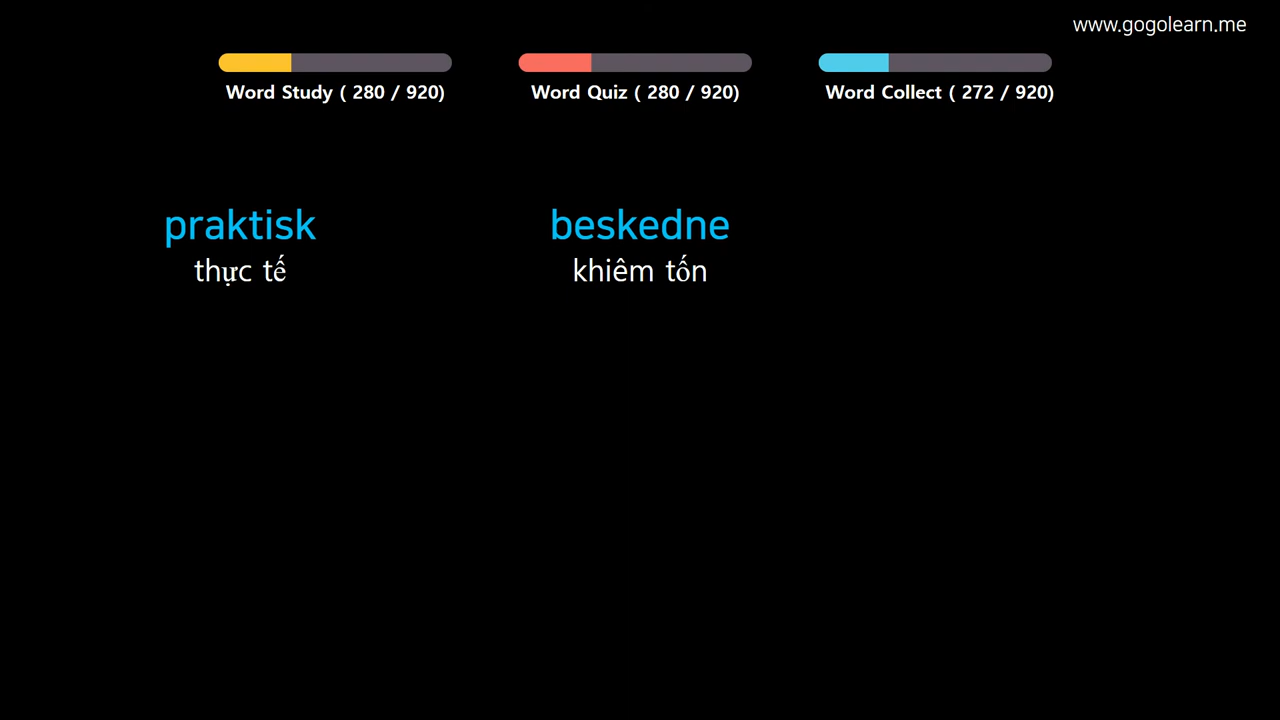 www.gogolearn.me
Word Study ( 280 / 920)
Word Quiz ( 280 / 920)
Word Collect ( 272 / 920)
praktisk
thực tế
beskedne
khiêm tốn